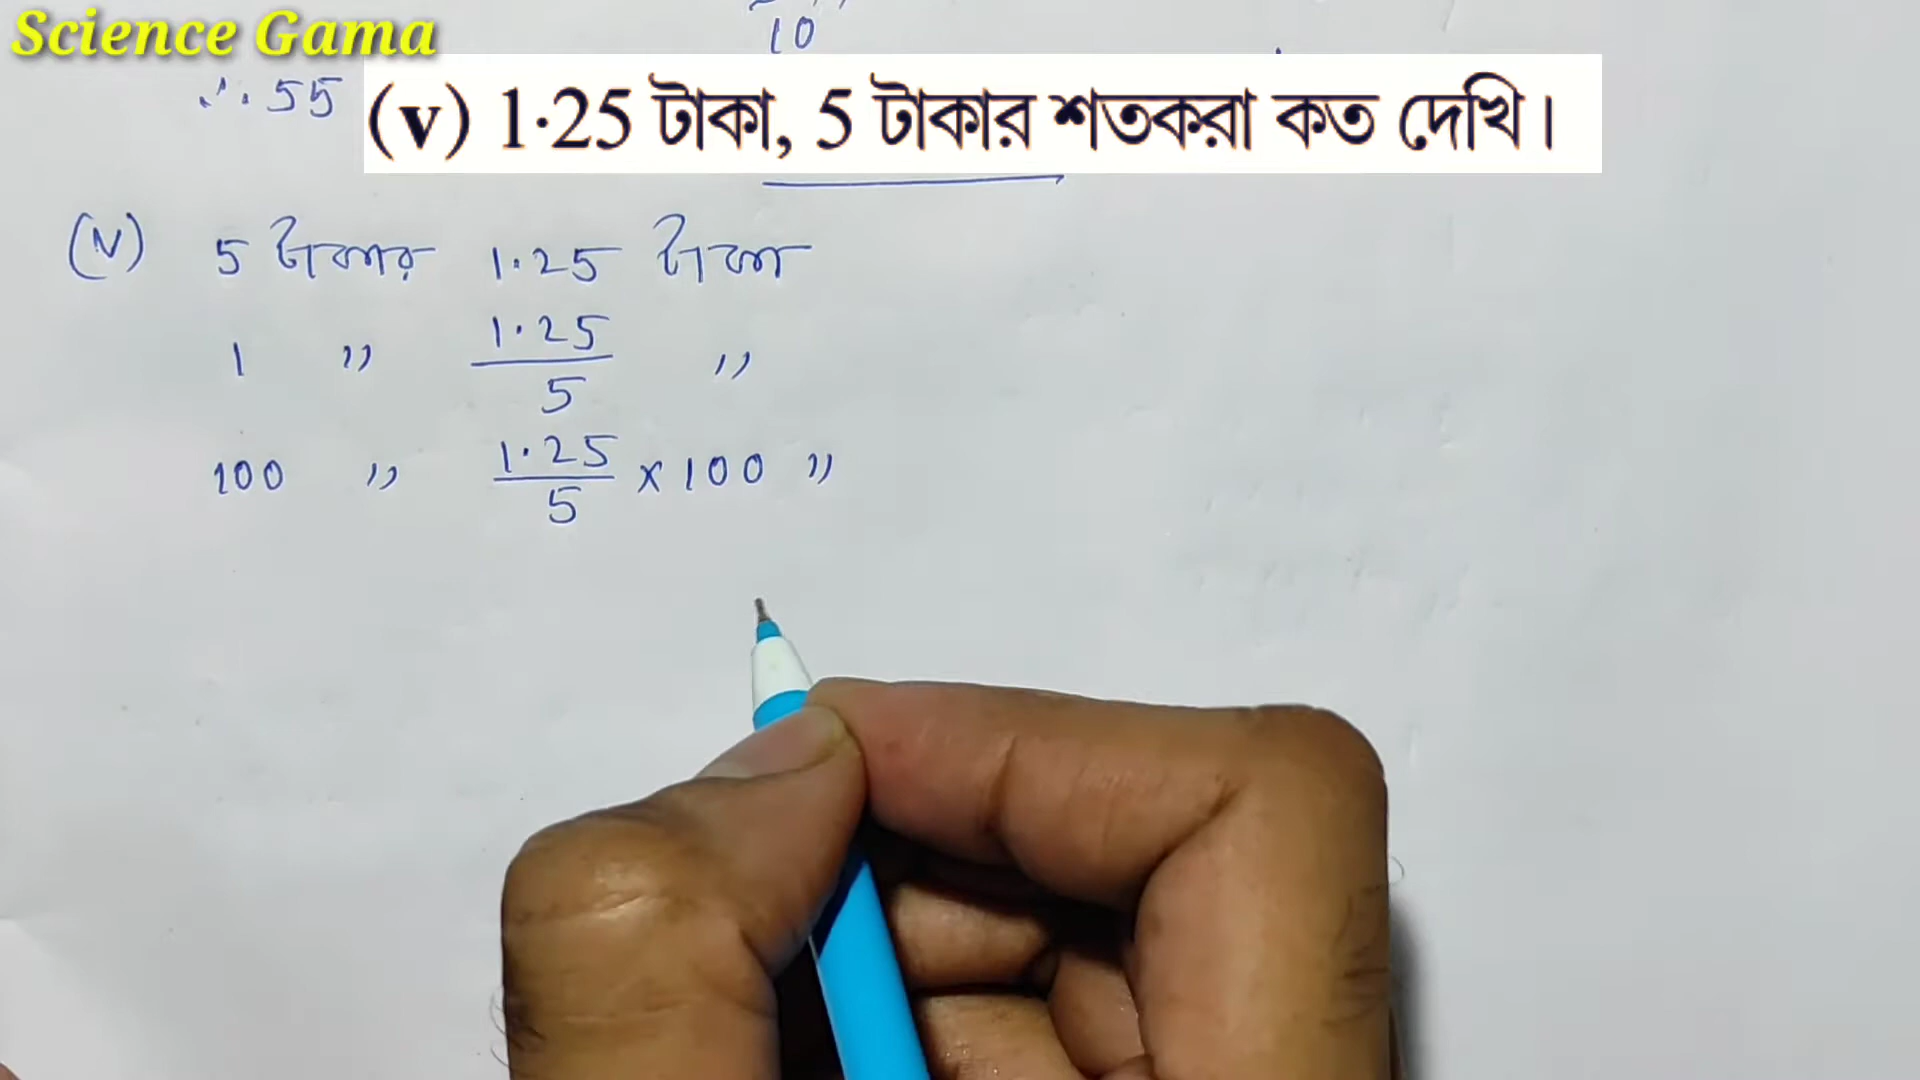 Science Gama
10
∴ 55
(v) 1·25 টাকা, 5 টাকার শতকরা কত দেখি।
(v) 5 টাকার 1·25 টাকা
1 ,, 1·25/5 ,,
100 ,, 1·25/5 × 100 ,,